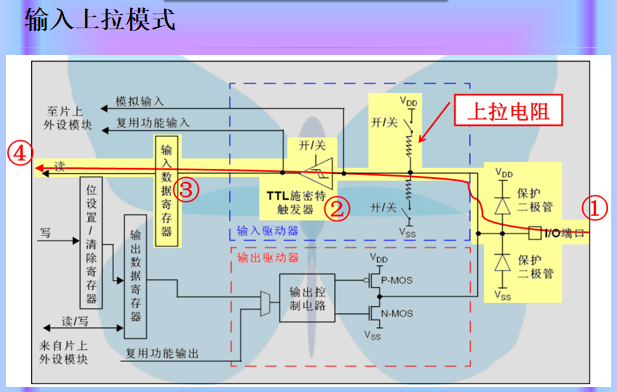 输入上拉模式
至片上
外设模块
模拟输入
复用功能输入
开/关
VDD
开/关
上拉电阻
④
读
输
入
数
据
寄
存
器
③
TTL施密特
触发器
②
开/关
VSS
VDD
保护
二极管
①
I/O端口
保护
二极管
VSS
输入驱动器
写
位
设
置
/
清
除
寄
存
器
输
出
数
据
寄
存
器
读/写
来自片上
外设模块
复用功能输出
输出驱动器
输出控
制电路
VDD
P-MOS
N-MOS
VSS